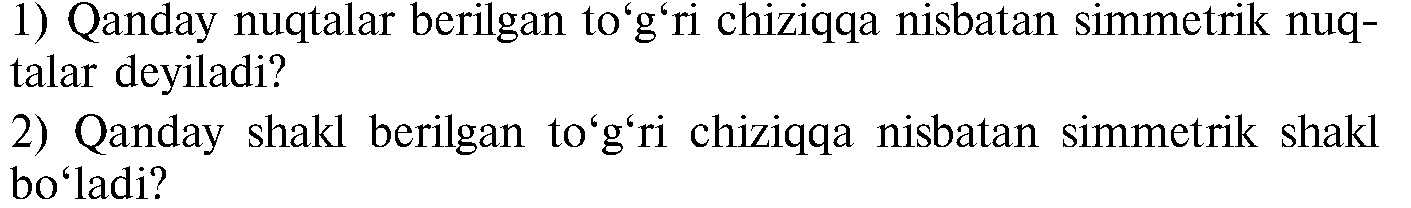 1) Qanday nuqtalar berilgan to‘g‘ri chiziqqa nisbatan simmetrik nuq-
talar deyiladi?
2) Qanday shakl berilgan to‘g‘ri chiziqqa nisbatan simmetrik shakl
bo‘ladi?